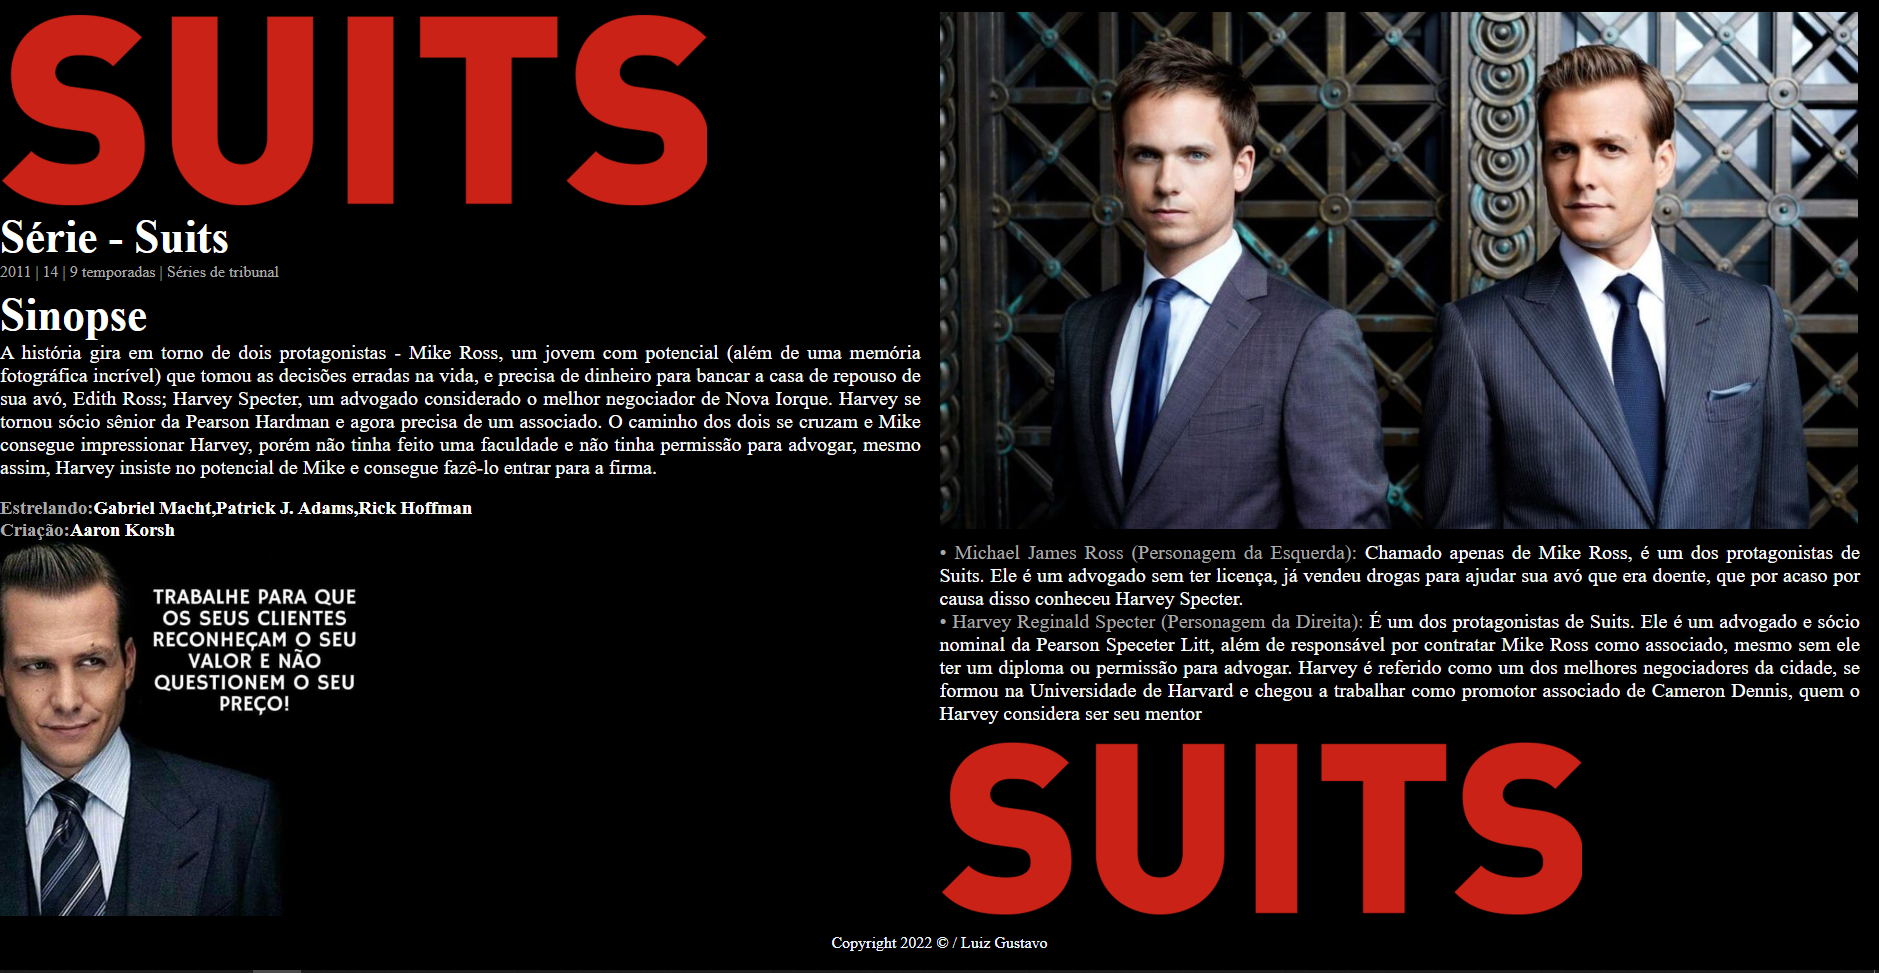 SUITS
Série - Suits
2011 | 14 | 9 temporadas | Séries de tribunal
Sinopse
A história gira em torno de dois protagonistas - Mike Ross, um jovem com potencial (além de uma memória
fotográfica incrível) que tomou as decisões erradas na vida, e precisa de dinheiro para bancar a casa de repouso de
sua avó, Edith Ross; Harvey Specter, um advogado considerado o melhor negociador de Nova Iorque. Harvey se
tornou sócio sênior da Pearson Hardman e agora precisa de um associado. O caminho dos dois se cruzam e Mike
consegue impressionar Harvey, porém não tinha feito uma faculdade e não tinha permissão para advogar, mesmo
assim, Harvey insiste no potencial de Mike e consegue fazê-lo entrar para a firma.
Estrelando:Gabriel Macht,Patrick J. Adams,Rick Hoffman
Criação:Aaron Korsh
TRABALHE PARA QUE
OS SEUS CLIENTES
RECONHEÇAM O SEU
VALOR E NÃO
QUESTIONEM O SEU
PREÇO!
• Michael James Ross (Personagem da Esquerda): Chamado apenas de Mike Ross, é um dos protagonistas de
Suits. Ele é um advogado sem ter licença, já vendeu drogas para ajudar sua avó que era doente, que por acaso por
causa disso conheceu Harvey Specter.
• Harvey Reginald Specter (Personagem da Direita): É um dos protagonistas de Suits. Ele é um advogado e sócio
nominal da Pearson Speceter Litt, além de responsável por contratar Mike Ross como associado, mesmo sem ele
ter um diploma ou permissão para advogar. Harvey é referido como um dos melhores negociadores da cidade, se
formou na Universidade de Harvard e chegou a trabalhar como promotor associado de Cameron Dennis, quem o
Harvey considera ser seu mentor
SUITS
Copyright 2022 © / Luiz Gustavo